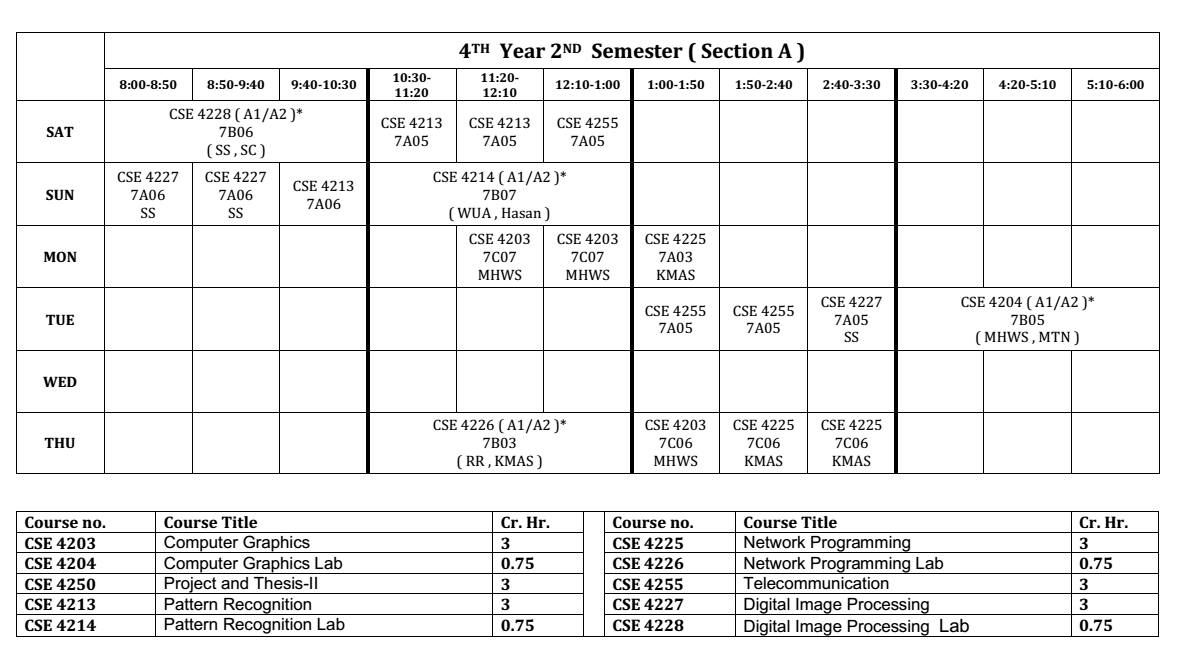 4TH Year 2ND Semester ( Section A )
8:00-8:50 8:50-9:40 9:40-10:30 10:30-11:20 11:20-12:10 12:10-1:00 1:00-1:50 1:50-2:40 2:40-3:30 3:30-4:20 4:20-5:10 5:10-6:00
SAT
CSE 4228 ( A1/A2 )*
7B06
( SS , SC )
CSE 4213
7A05
CSE 4213
7A05
CSE 4255
7A05
SUN
CSE 4227
7A06
SS
CSE 4227
7A06
SS
CSE 4213
7A06
CSE 4214 ( A1/A2 )*
7B07
( WUA , Hasan )
MON
CSE 4203
7C07
MHWS
CSE 4203
7C07
MHWS
CSE 4225
7A03
KMAS
TUE
CSE 4255
7A05
CSE 4255
7A05
CSE 4227
7A05
SS
CSE 4204 ( A1/A2 )*
7B05
( MHWS , MTN )
WED
THU
CSE 4226 ( A1/A2 )*
7B03
( RR , KMAS )
CSE 4203
7C06
MHWS
CSE 4225
7C06
KMAS
CSE 4225
7C06
KMAS
Course no. Course Title Cr. Hr. Course no. Course Title Cr. Hr.
CSE 4203 Computer Graphics 3 CSE 4225 Network Programming 3
CSE 4204 Computer Graphics Lab 0.75 CSE 4226 Network Programming Lab 0.75
CSE 4250 Project and Thesis-II 3 CSE 4255 Telecommunication 3
CSE 4213 Pattern Recognition 3 CSE 4227 Digital Image Processing 3
CSE 4214 Pattern Recognition Lab 0.75 CSE 4228 Digital Image Processing Lab 0.75